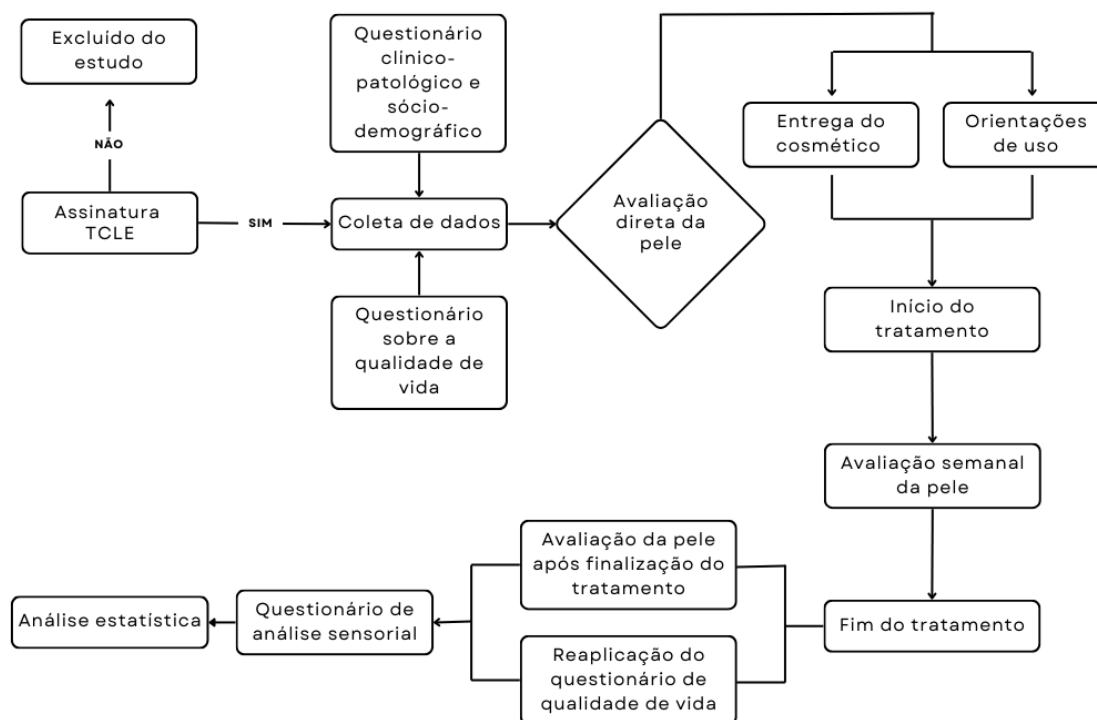 Excluído do
estudo
NÃO
Assinatura
TCLE
SIM
Questionário
clínico-
patológico e
sócio-
demográfico
Coleta de dados
Questionário
sobre a
qualidade de
vida
Avaliação
direta da
pele
Entrega do
cosmético
Orientações
de uso
Início do
tratamento
Avaliação semanal
da pele
Fim do tratamento
Avaliação da pele
após finalização do
tratamento
Reaplicação do
questionário de
qualidade de vida
Questionário de
análise sensorial
Análise estatística